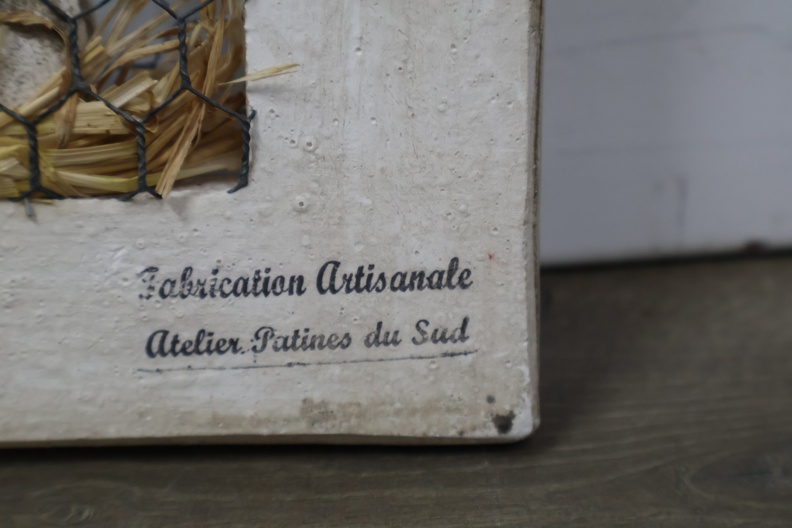 Fabrication Artisanale
Atelier Patines du Sud